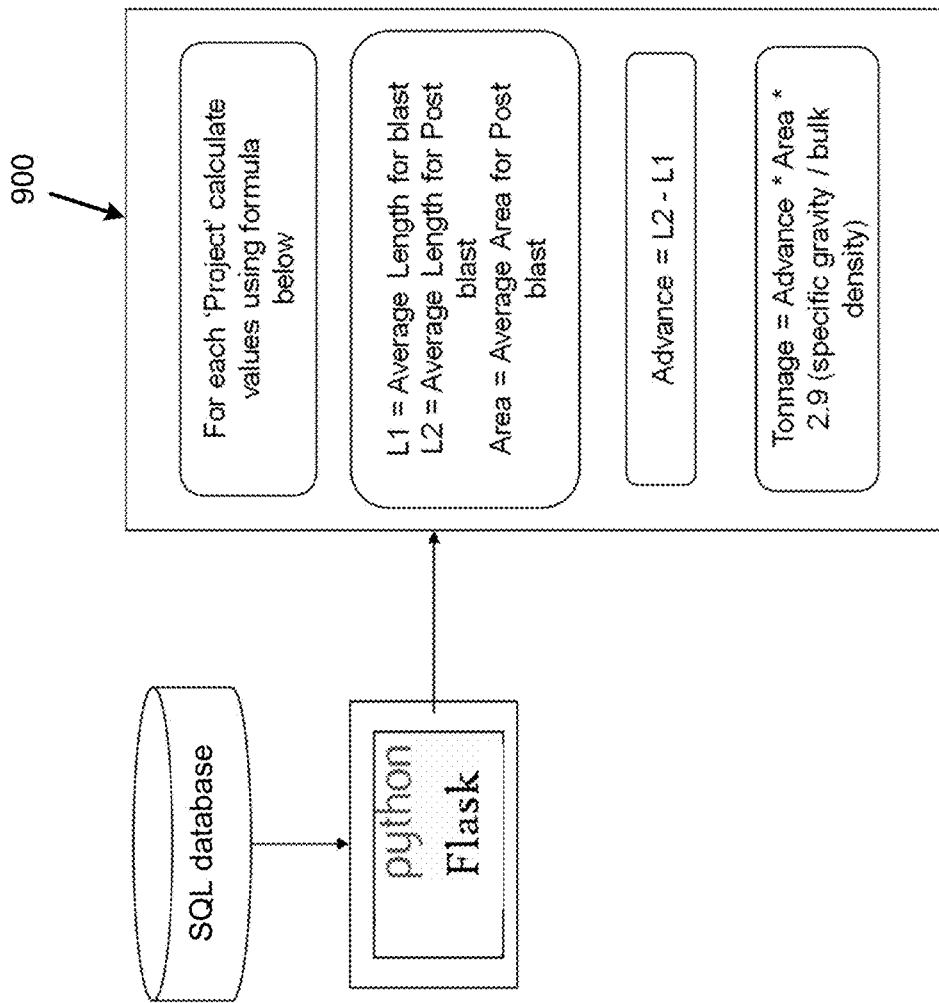 900
SQL database
python
Flask
For each 'Project' calculate
values using formula
below
L1 = Average Length for blast
L2 = Average Length for Post
blast
Area = Average Area for Post
blast
Advance = L2 - L1
Tonnage = Advance * Area *
2.9 (specific gravity / bulk
density)